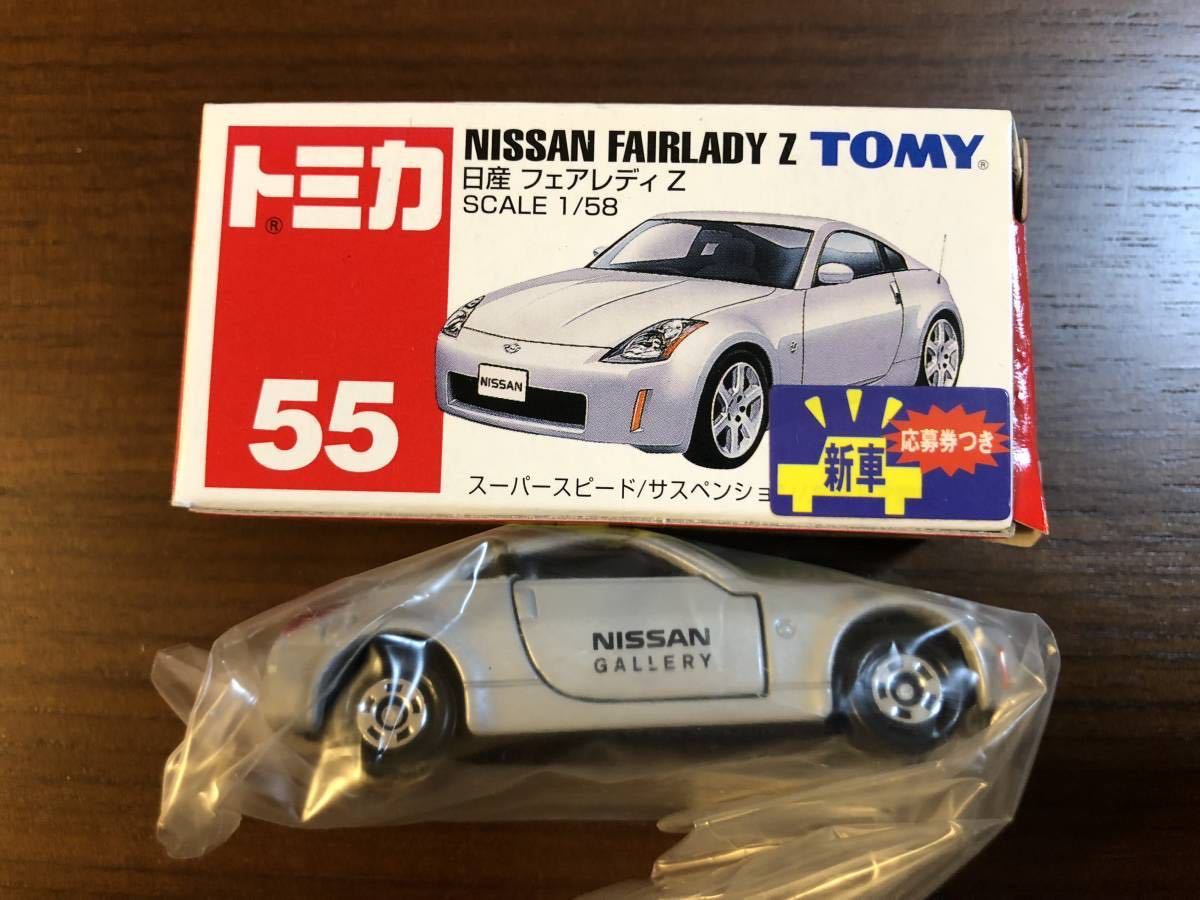 トミカ®
NISSAN FAIRLADY Z TOMY®
日産 フェアレディ Z
SCALE 1/58
NISSAN
55
スーパースピード/サスペンショ
新車
応募券つき
NISSAN
GALLERY